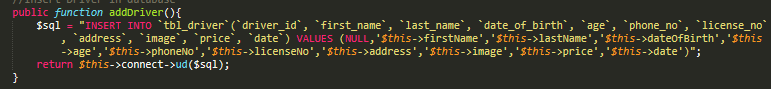 //insert Driver in database
public function addDriver(){
$sql = "INSERT INTO `tbl_driver`(`driver_id`, `first_name`, `last_name`, `date_of_birth`, `age`, `phone_no`, `license_no`
, `address`, `image`, `price`, `date`) VALUES (NULL,'$this->firstName','$this->lastName','$this->dateOfBirth','$this
->age','$this->phoneNo','$this->licenseNo','$this->address','$this->image','$this->price','$this->date')";
return $this->connect->ud($sql);
}